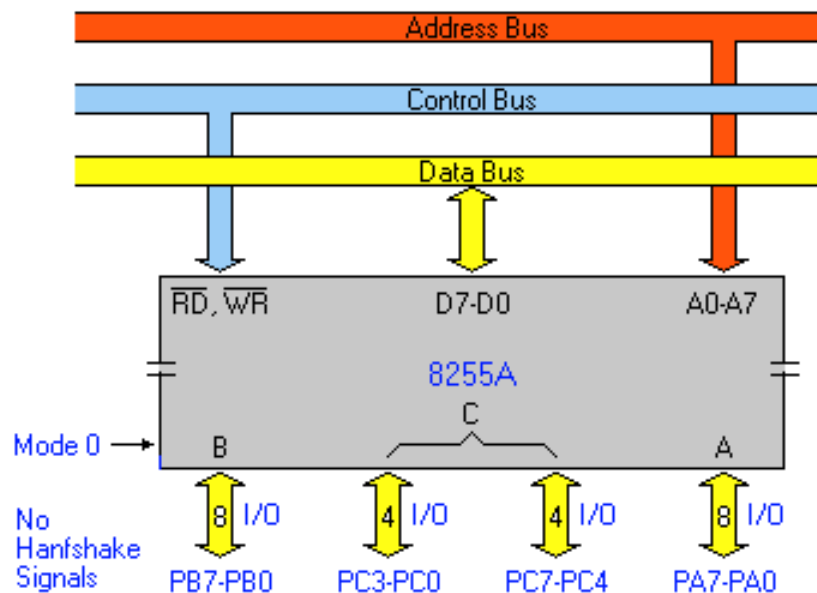 Address Bus
Control Bus
Data Bus
RD, WR D7-D0 A0-A7
8255A
C
Mode 0 B A
8 I/O 4 I/O 4 I/O 8 I/O
No
Hanfshake
Signals
PB7-PB0 PC3-PC0 PC7-PC4 PA7-PA0